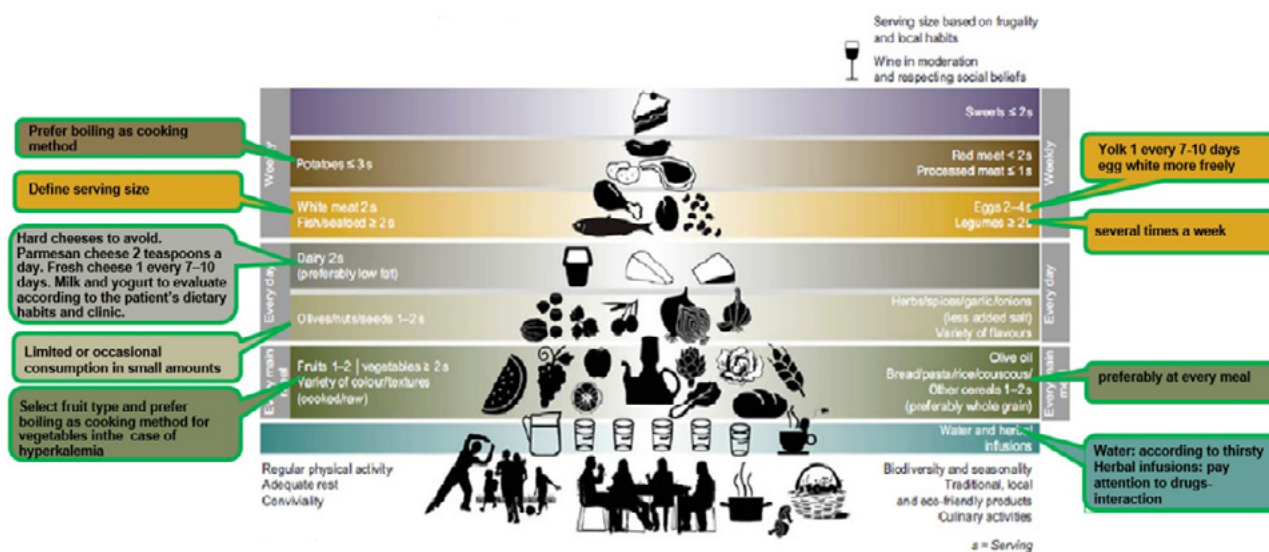 Serving size based on frugality
and local habits
Wine in moderation
and respecting social beliefs
Weekly
Sweets ≤ 2s
Weekly
Prefer boiling as cooking
method
Potatoes ≤ 3 s
Red meat < 2s
Processed meat ≤ 1s
Yolk 1 every 7-10 days
egg white more freely
Define serving size
White meat 2s
Fish/seafood ≥ 2s
Eggs 2–4s
Legumes ≥ 2s
several times a week
Hard cheeses to avoid.
Parmesan cheese 2 teaspoons a
day. Fresh cheese 1 every 7–10
days. Milk and yogurt to evaluate
according to the patient’s dietary
habits and clinic.
Every day
Dairy 2s
(preferably low fat)
Every day
Olives/nuts/seeds 1–2s
Herbs/spices/garlic/onions
(less added salt)
Variety of flavours
Limited or occasional
consumption in small amounts
Every main
meal
Fruits 1–2 | vegetables ≥ 2s
Variety of colour/textures
(cooked/raw)
Olive oil
Bread/pasta/rice/couscous/
Other cereals 1–2s
(preferably whole grain)
Every main
preferably at every meal
Select fruit type and prefer
boiling as cooking method for
vegetables inthe case of
hyperkalemia
Water and herbal
infusions
Water: according to thirsty
Herbal infusions: pay
attention to drugs-
interaction
Regular physical activity
Adequate rest
Conviviality
Biodiversity and seasonality
Traditional, local
and eco-friendly products
Culinary activities
s = Serving